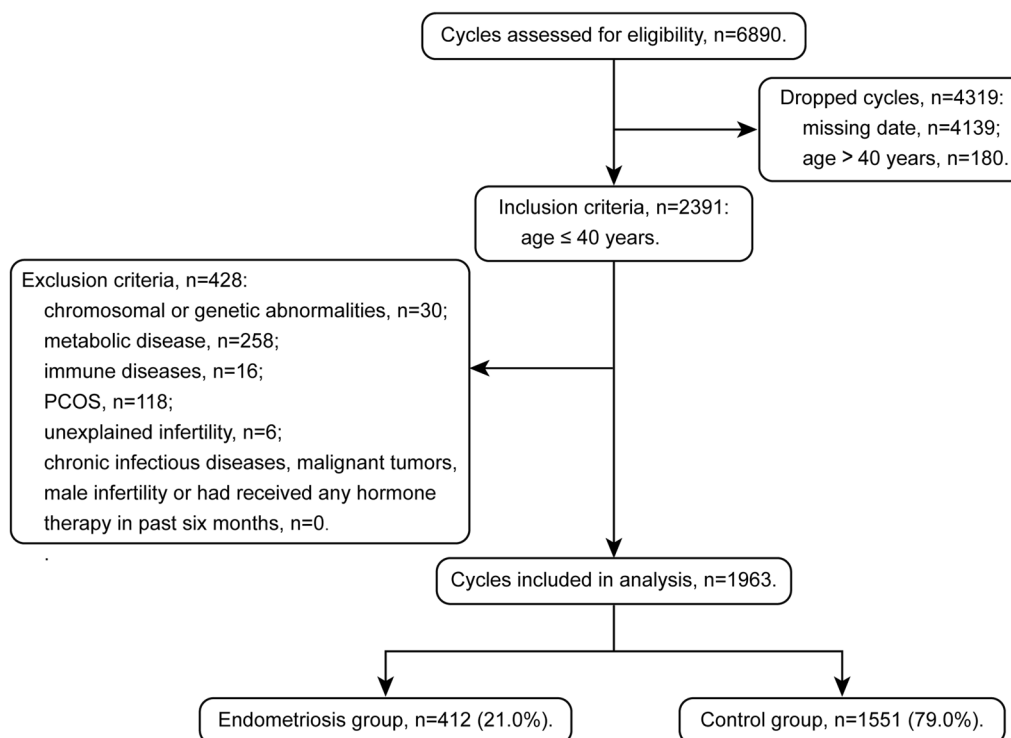 Cycles assessed for eligibility, n=6890.
Dropped cycles, n=4319:
missing date, n=4139;
age > 40 years, n=180.
Inclusion criteria, n=2391:
age ≤ 40 years.
Exclusion criteria, n=428:
chromosomal or genetic abnormalities, n=30;
metabolic disease, n=258;
immune diseases, n=16;
PCOS, n=118;
unexplained infertility, n=6;
chronic infectious diseases, malignant tumors,
male infertility or had received any hormone
therapy in past six months, n=0.
.
Cycles included in analysis, n=1963.
Endometriosis group, n=412 (21.0%).
Control group, n=1551 (79.0%).